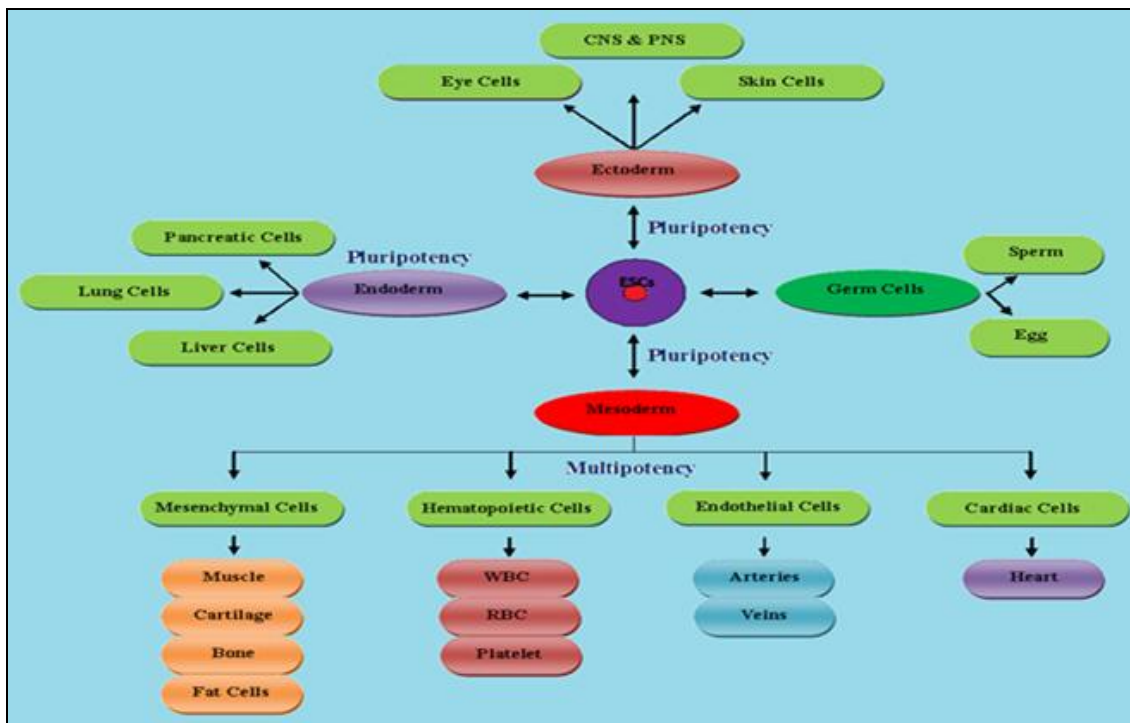 CNS & PNS
Eye Cells
Skin Cells
Ectoderm
Pluripotency
Pancreatic Cells
Pluripotency
Sperm
Lung Cells
Endoderm
ESCs
Germ Cells
Egg
Liver Cells
Pluripotency
Mesoderm
Multipotency
Mesenchymal Cells
Hematopoietic Cells
Endothelial Cells
Cardiac Cells
Muscle
WBC
Arteries
Heart
Cartilage
RBC
Veins
Bone
Platelet
Fat Cells